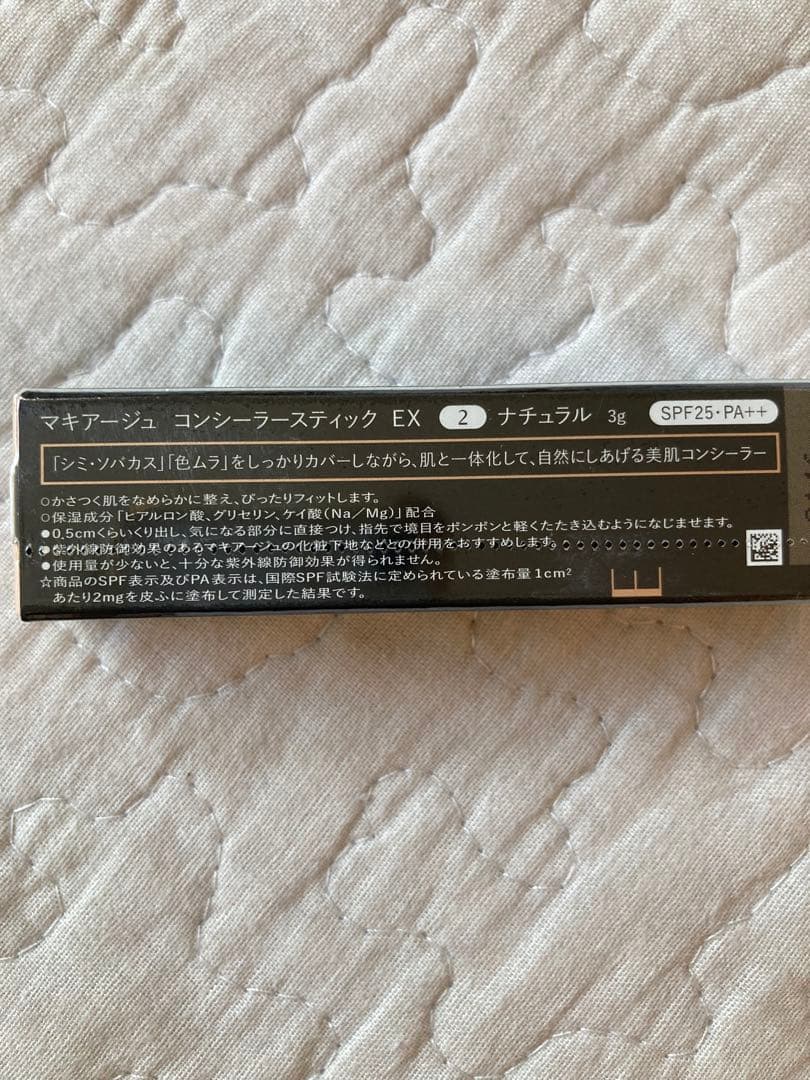 マキアージュ コンシーラースティック EX 2 ナチュラル 3g SPF25・PA++
「シミ・ソバカス」「色ムラ」をしっかりカバーしながら、肌と一体化して、自然にしあげる美肌コンシーラー
○かさつく肌をなめらかに整え、ぴったりフィットします。
○保湿成分「ヒアルロン酸、グリセリン、ケイ酸(Na/Mg)」配合
●0.5cmくらいくり出し、気になる部分に直接つけ、指先で境目をポンポンと軽くたたき込むようになじませます。
●紫外線防御効果のあるマキアージュの化粧下地などとの併用をおすすめします。
●使用量が少ないと、十分な紫外線防御効果が得られません。
☆商品のSPF表示及びPA表示は、国際SPF試験法に定められている塗布量1cm²
あたり2mgを皮ふに塗布して測定した結果です。
E